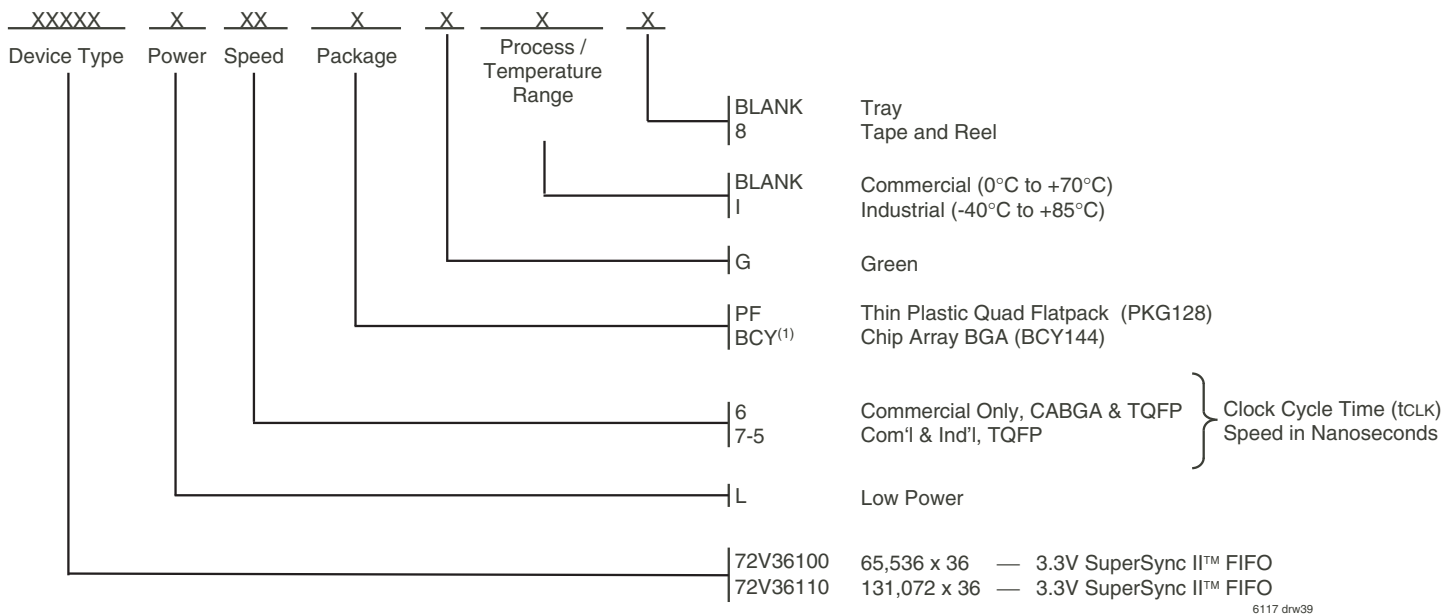 XXXXX X XX X X X X
Device Type Power Speed Package Process /
Temperature
Range
BLANK Tray
8 Tape and Reel
BLANK Commercial (0°C to +70°C)
I Industrial (-40°C to +85°C)
G Green
PF Thin Plastic Quad Flatpack (PKG128)
BCY(1) Chip Array BGA (BCY144)
6 Commercial Only, CABGA & TQFP
7-5 Com'l & Ind'l, TQFP
Clock Cycle Time (tCLK)
Speed in Nanoseconds
L Low Power
72V36100 65,536 x 36 — 3.3V SuperSync II™ FIFO
72V36110 131,072 x 36 — 3.3V SuperSync II™ FIFO
6117 drw39